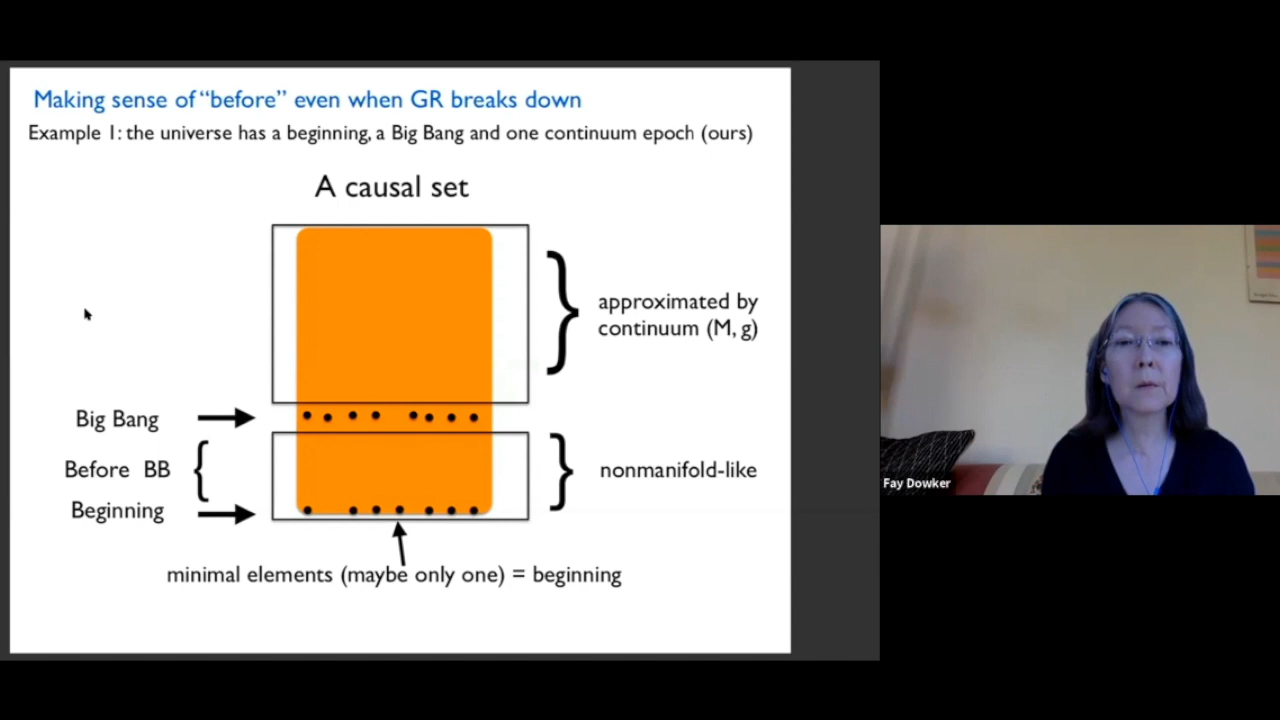 Making sense of “before” even when GR breaks down
Example 1: the universe has a beginning, a Big Bang and one continuum epoch (ours)
A causal set
approximated by
continuum (M, g)
Big Bang
Before BB
nonmanifold-like
Beginning
minimal elements (maybe only one) = beginning
Fay Dowker